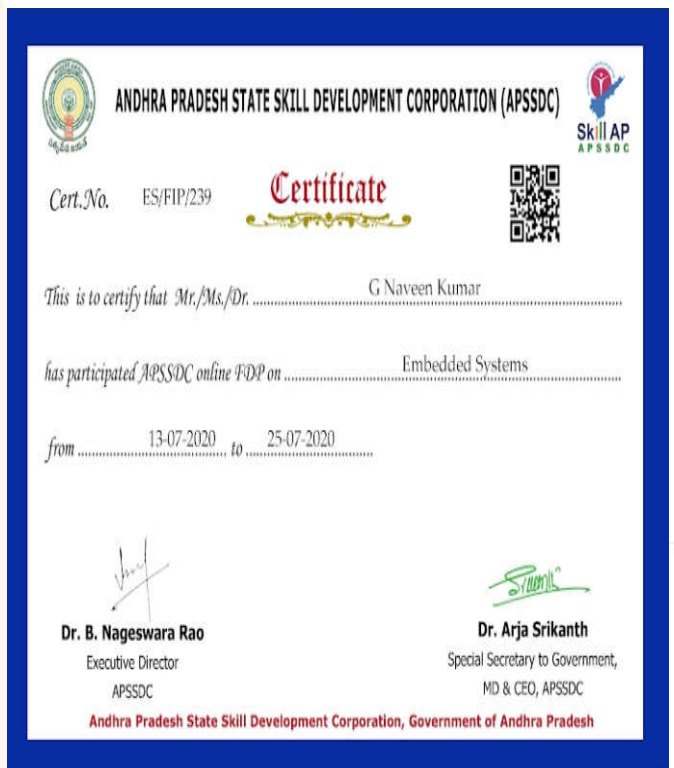 ANDHRA PRADESH STATE SKILL DEVELOPMENT CORPORATION (APSSDC)
Skill AP
APSSDC
Cert.No. ES/FIP/239
Certificate
This is to certify that Mr./Ms./Dr. G Naveen Kumar
has participated APSSDC online FDP on Embedded Systems
from 13-07-2020 to 25-07-2020
Dr. B. Nageswara Rao
Executive Director
APSSDC
Dr. Arja Srikanth
Special Secretary to Government,
MD & CEO, APSSDC
Andhra Pradesh State Skill Development Corporation, Government of Andhra Pradesh